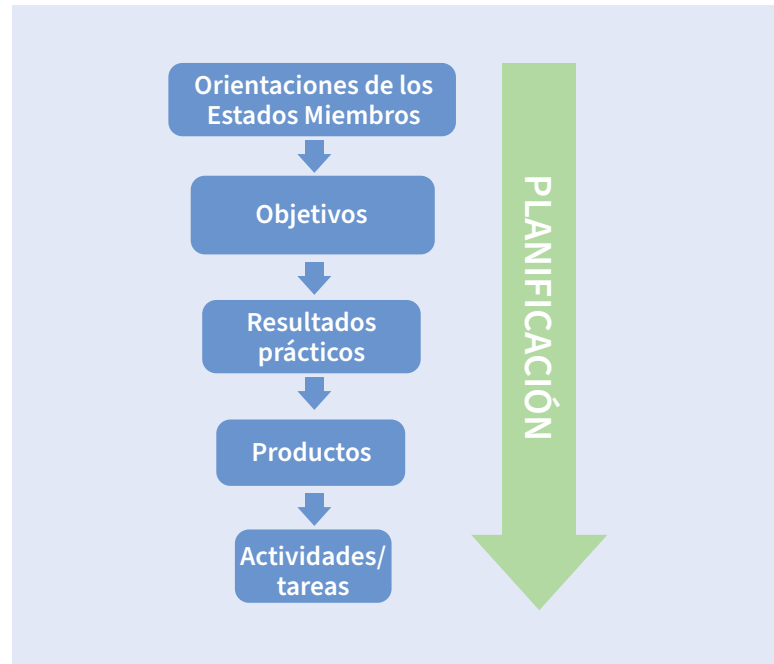 Orientaciones de los
Estados Miembros
Objetivos
Resultados
prácticos
Productos
Actividades/
tareas
PLANIFICACIÓN